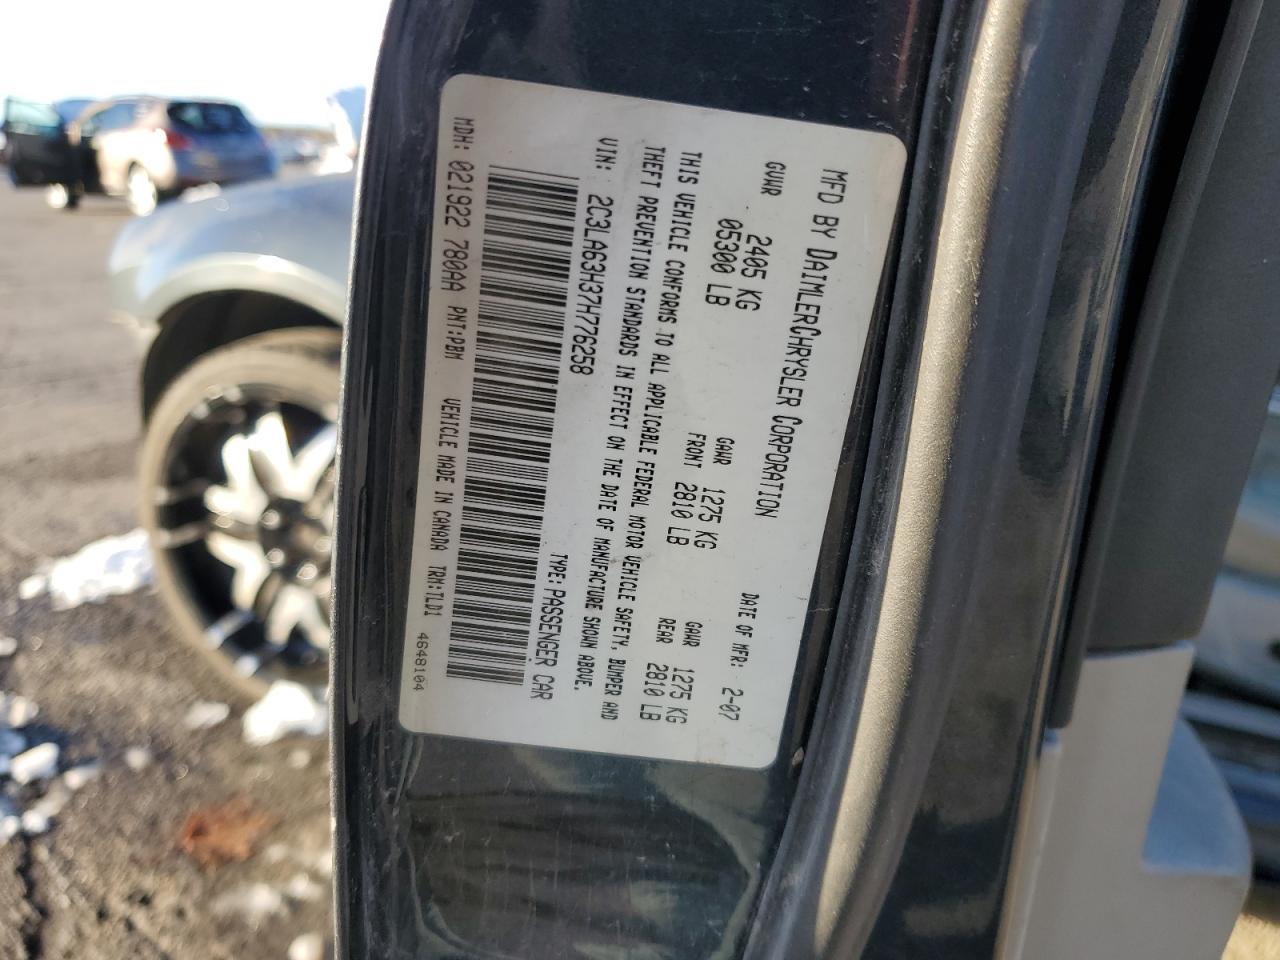 MFD BY DAIMLERCHRYSLER CORPORATION
DATE OF MFR: 2-07
GVWR 2405 KG
05300 LB
GAWR FRONT 1275 KG
2810 LB
GAWR REAR 1275 KG
2810 LB
THIS VEHICLE CONFORMS TO ALL APPLICABLE FEDERAL MOTOR VEHICLE SAFETY, BUMPER AND
THEFT PREVENTION STANDARDS IN EFFECT ON THE DATE OF MANUFACTURE SHOWN ABOVE.
VIN: 2C3LA63H37H776258 TYPE: PASSENGER CAR
MDH: 021922 780AA PNT:PBM VEHICLE MADE IN CANADA TRM:TLD1 4648104